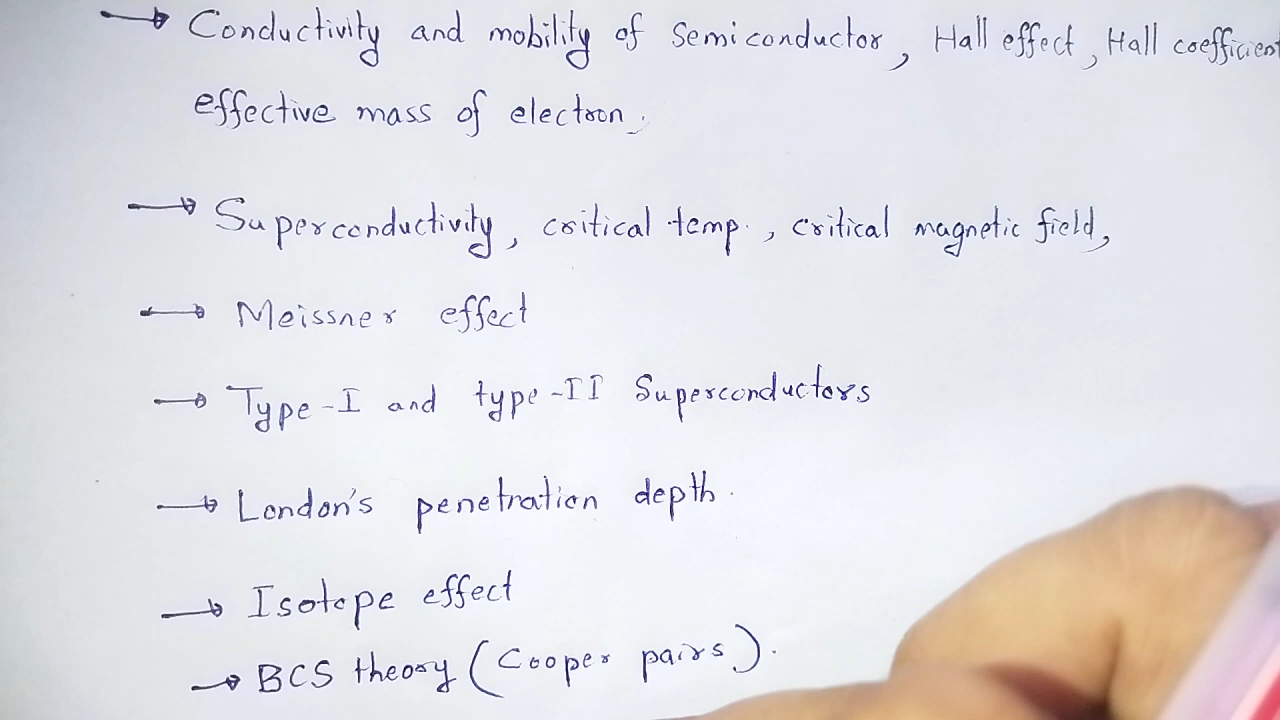 → Conductivity and mobility of semiconductor, Hall effect, Hall coefficient
effective mass of electron,
→ Superconductivity, critical temp., critical magnetic field,
→ Meissner effect
→ Type-I and type-II Superconductors
→ London's penetration depth.
→ Isotope effect
→ BCS theory (Cooper pairs).